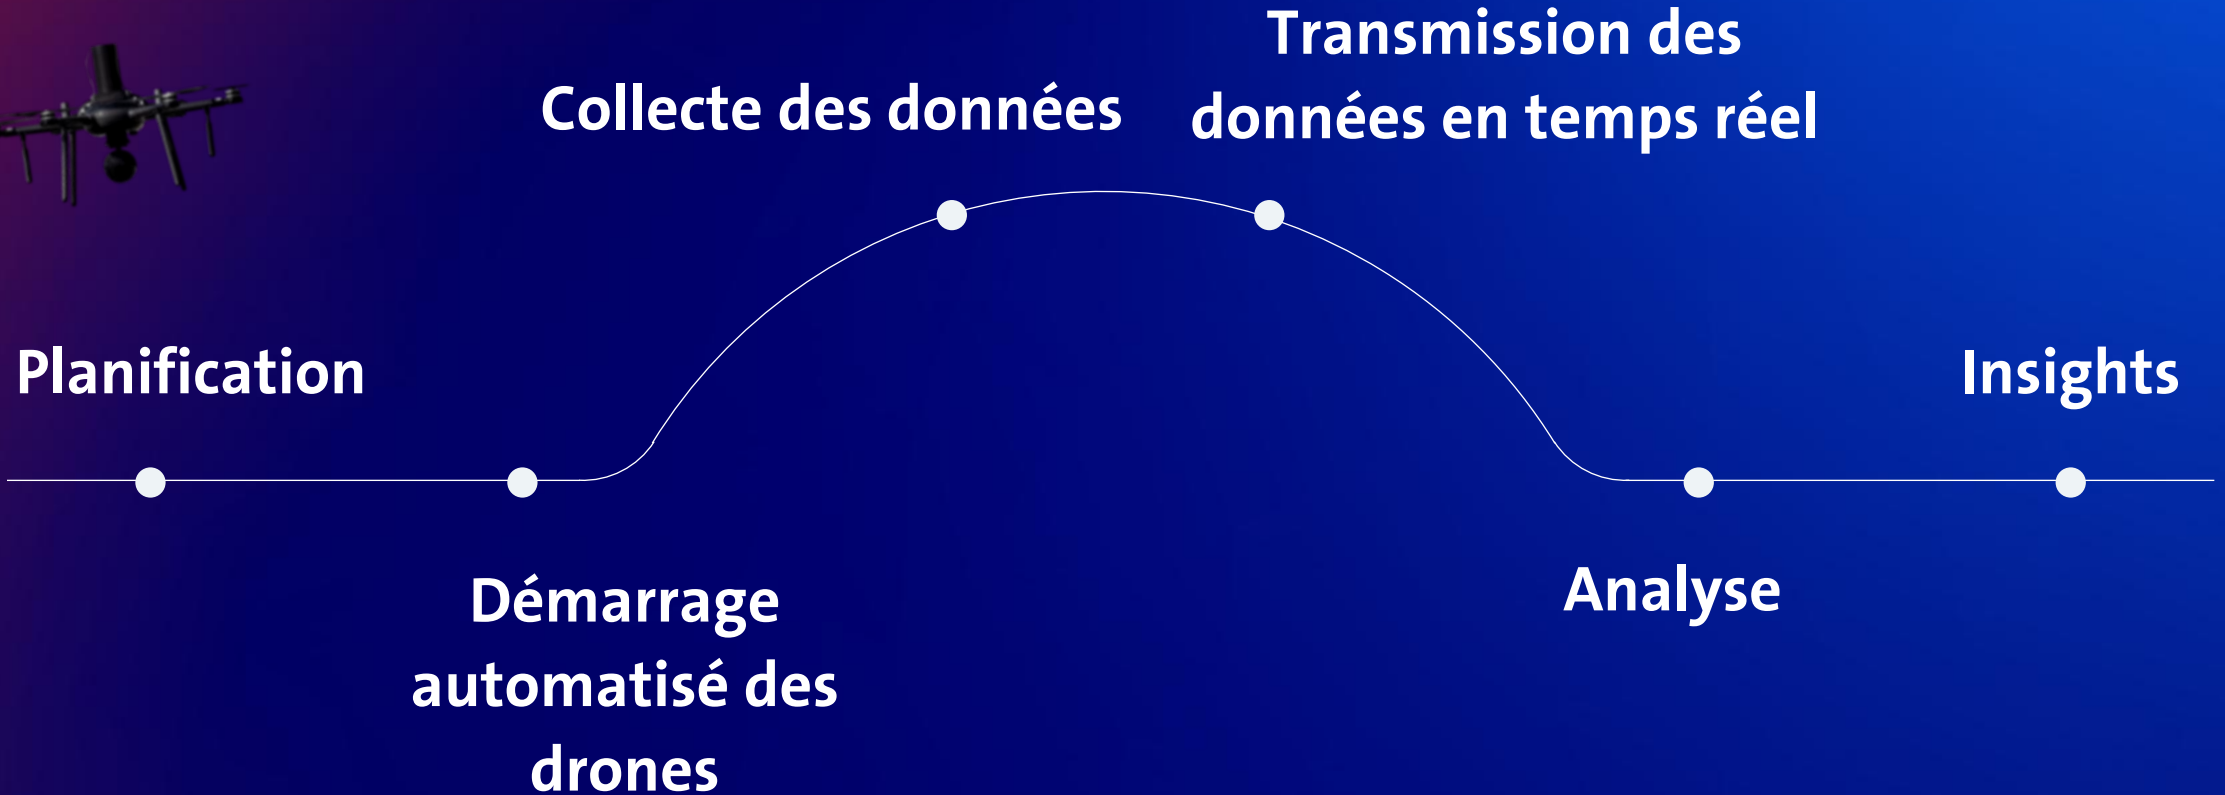 Planification
Démarrage
automatisé des
drones
Collecte des données
Transmission des
données en temps réel
Analyse
Insights